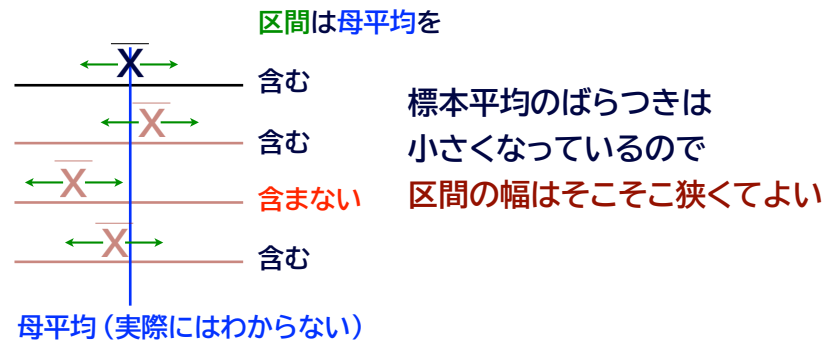 区間は母平均を
X
含む
X
含む
X
含まない
X
含む
標本平均のばらつきは
小さくなっているので
区間の幅はそこそこ狭くてよい
母平均（実際にはわからない）